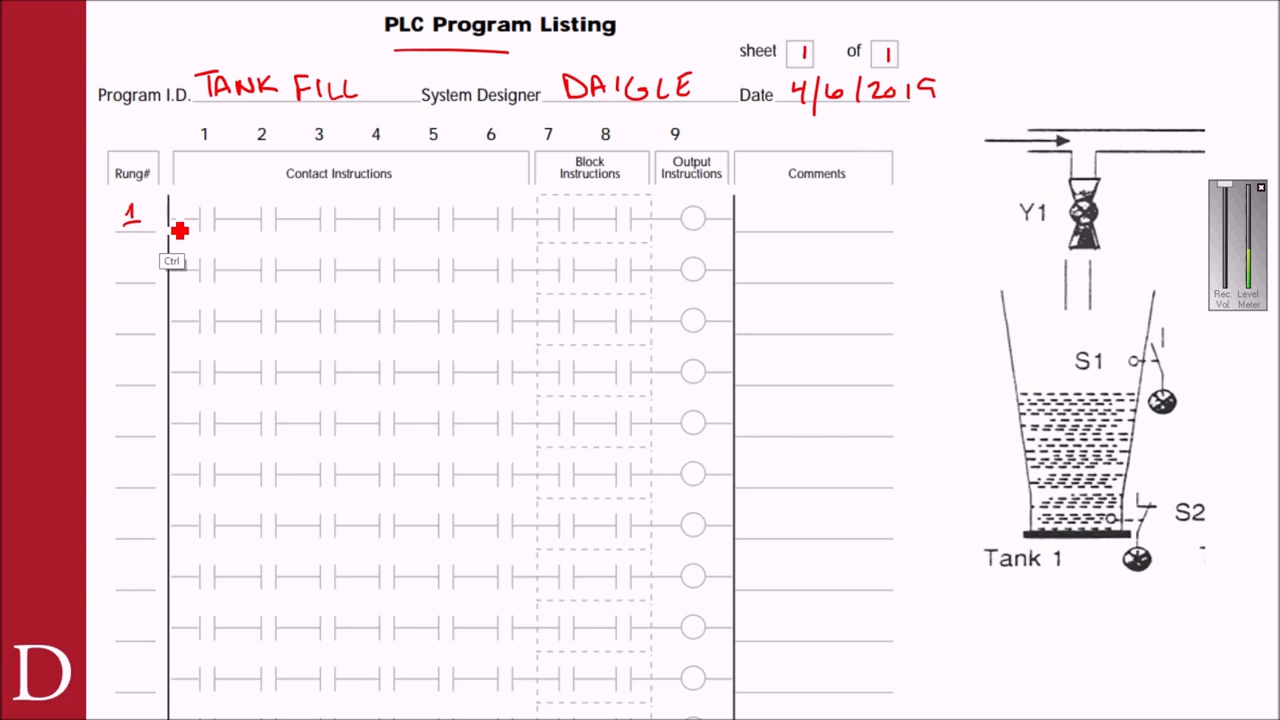 PLC Program Listing
sheet 1 of 1
Program I.D. TANK FILL System Designer DAIGLE Date 4/6/2019
1 2 3 4 5 6 7 8 9
Rung# Contact Instructions Block Instructions Output Instructions Comments
1
Ctrl
Y1
Rec. Vol. Level Meter
S1
S2
Tank 1
D